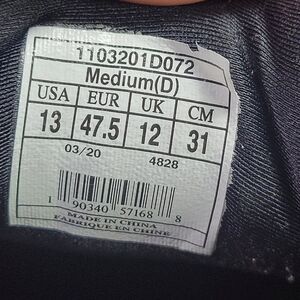 1103201D072
Medium(D)
USA EUR UK CM
13 47.5 12 31
03/20 4828
1 90340 57168 8
MADE IN CHINA
FABRIQUE EN CHINE